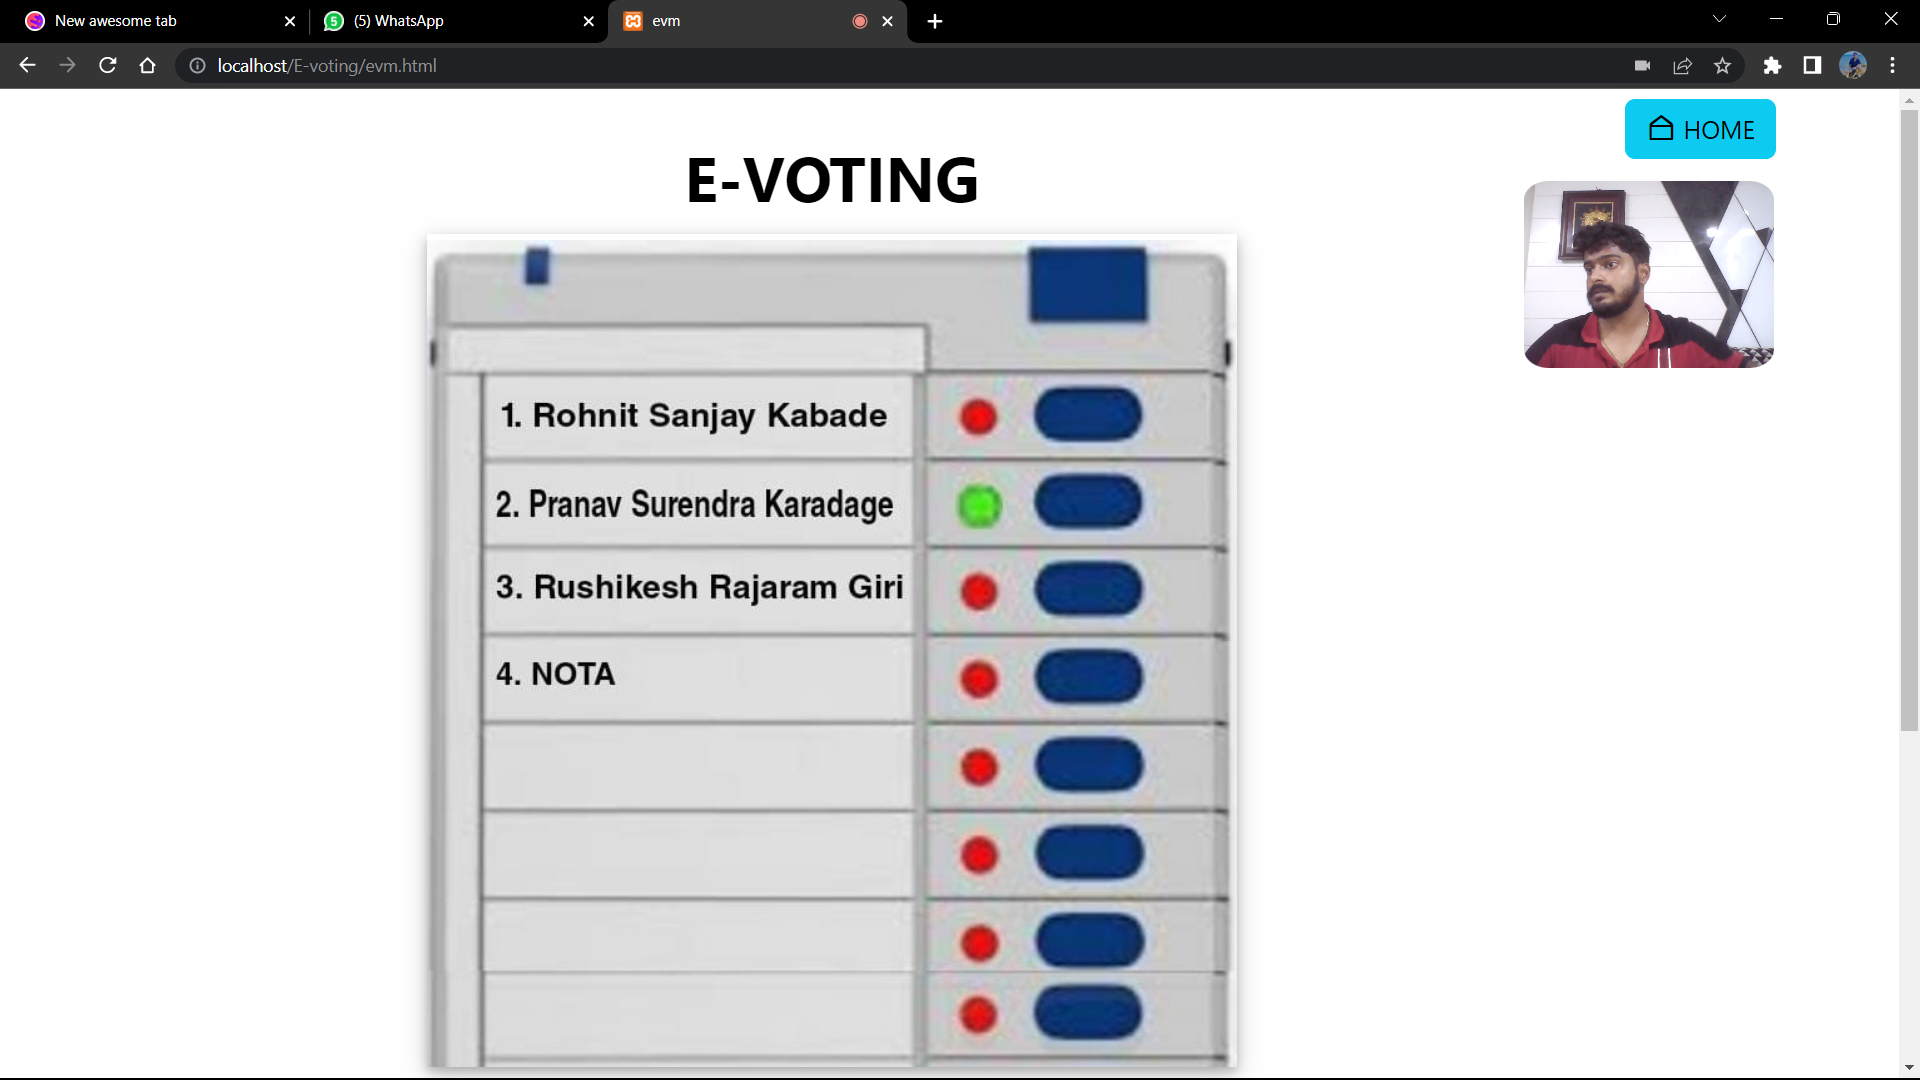 New awesome tab
(5) WhatsApp
evm
localhost/E-voting/evm.html
HOME
E-VOTING
1. Rohnit Sanjay Kabade
2. Pranav Surendra Karadage
3. Rushikesh Rajaram Giri
4. NOTA